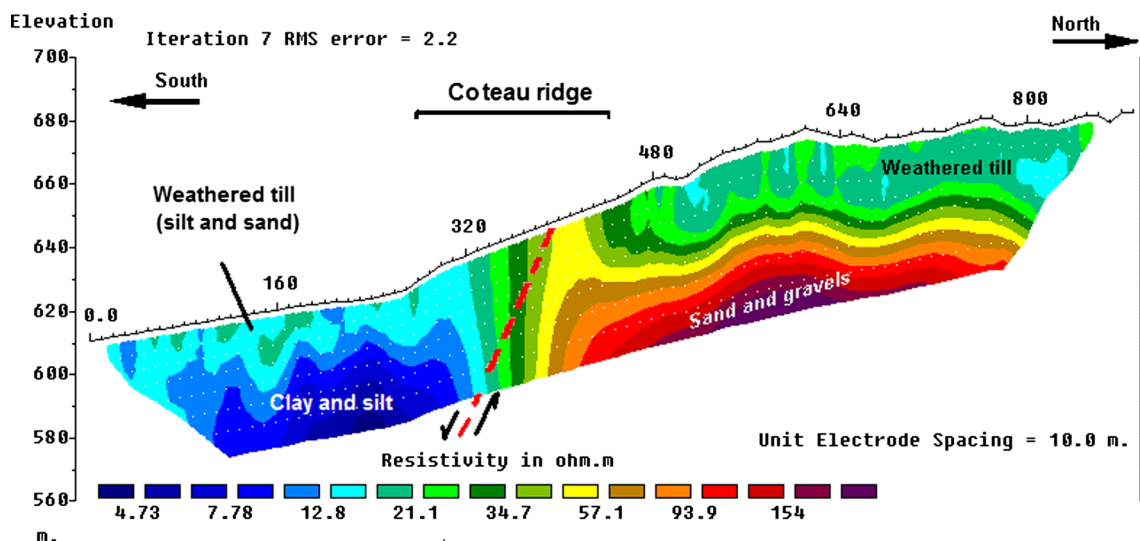 Elevation
Iteration 7 RMS error = 2.2
North
South
Coteau ridge
700
680
660
640
620
600
580
560
m.
0.0
160
320
480
640
800
Weathered till
(silt and sand)
Weathered till
Sand and gravels
Clay and silt
Unit Electrode Spacing = 10.0 m.
Resistivity in ohm.m
4.73 7.78 12.8 21.1 34.7 57.1 93.9 154